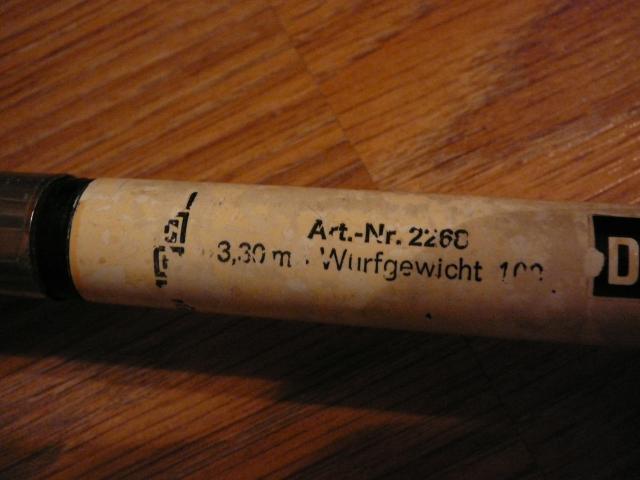 Art.-Nr. 2268
3,30 m . Wurfgewicht
D